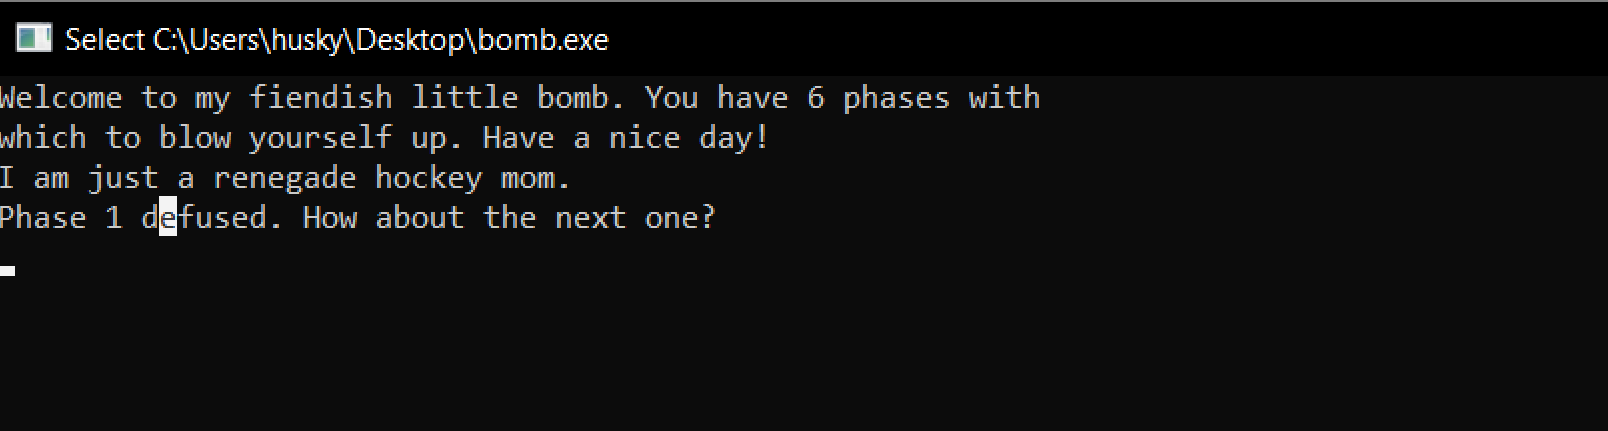 Select C:\Users\husky\Desktop\bomb.exe
Welcome to my fiendish little bomb. You have 6 phases with
which to blow yourself up. Have a nice day!
I am just a renegade hockey mom.
Phase 1 defused. How about the next one?